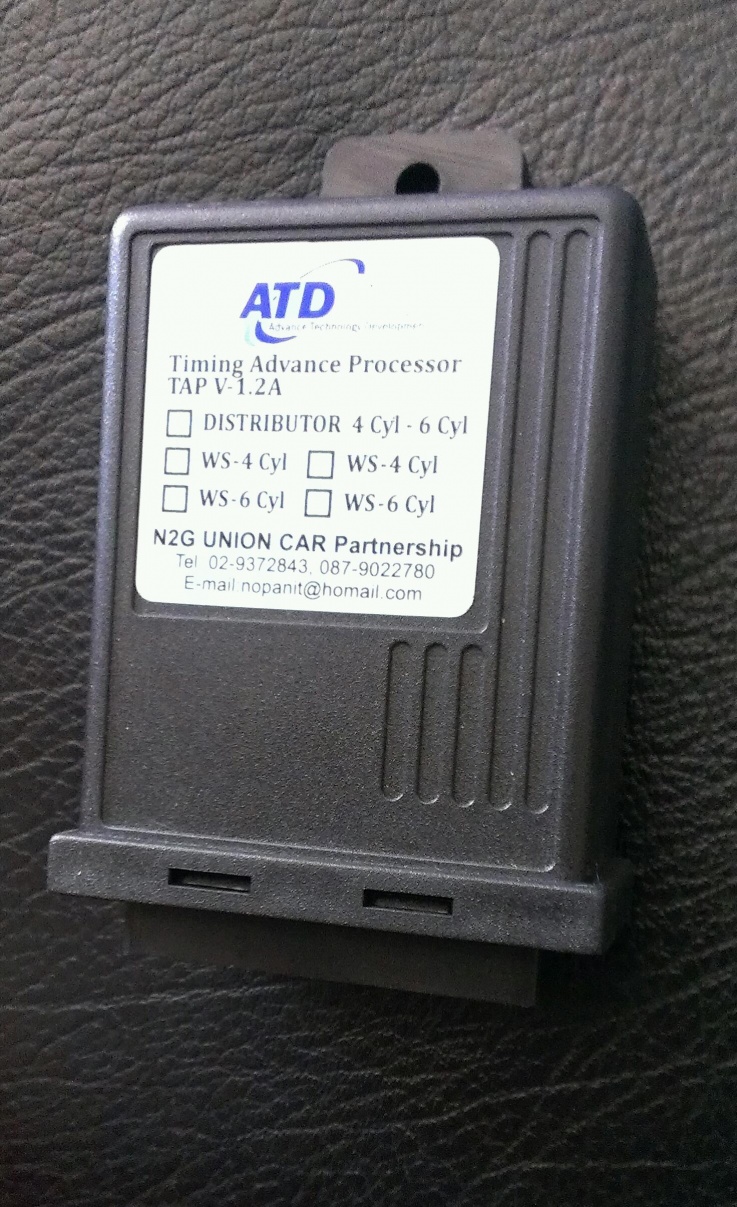 ATD
Advance Technology Development
Timing Advance Processor
TAP V-1.2A
DISTRIBUTOR 4 Cyl - 6 Cyl
WS-4 Cyl WS-4 Cyl
WS-6 Cyl WS-6 Cyl
N2G UNION CAR Partnership
Tel 02-9372843, 087-9022780
E-mail nopanit@homail.com